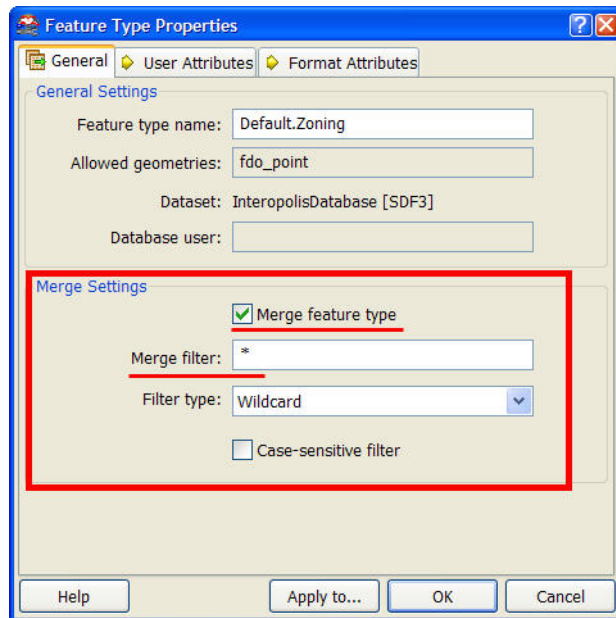 Feature Type Properties
General User Attributes Format Attributes
General Settings
Feature type name: Default.Zoning
Allowed geometries: fdo_point
Dataset: InteropolisDatabase [SDF3]
Database user:
Merge Settings
Merge feature type
Merge filter: *
Filter type: Wildcard
Case-sensitive filter
Help Apply to... OK Cancel